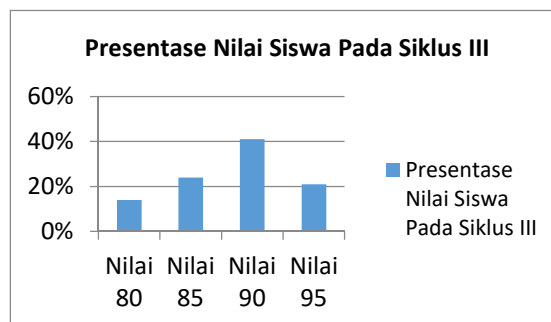 Presentase Nilai Siswa Pada Siklus III
60%
40%
20%
0%
Nilai 80
Nilai 85
Nilai 90
Nilai 95
Presentase
Nilai Siswa
Pada Siklus III